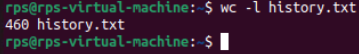 rps@rps-virtual-machine:~$ wc -l history.txt
460 history.txt
rps@rps-virtual-machine:~$